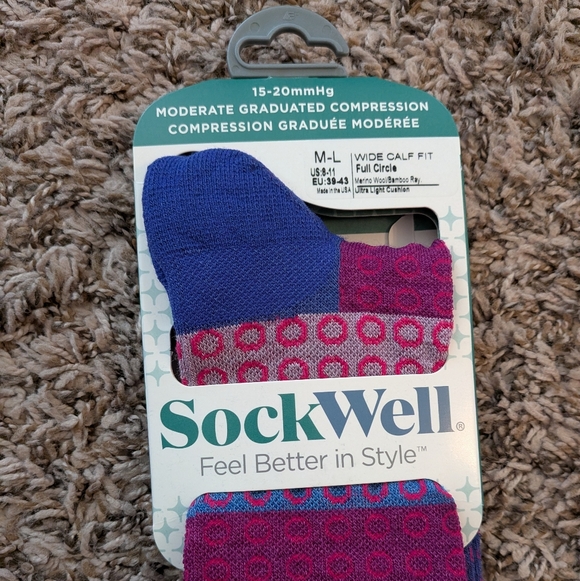 15-20mmHg
MODERATE GRADUATED COMPRESSION
COMPRESSION GRADUÉE MODÉRÉE
M-L
US:8-11
EU:39-43
Made in the USA
WIDE CALF FIT
Full Circle
Merino Wool/Bamboo Ray.
Ultra Light Cushion
SockWell®
Feel Better in Style™